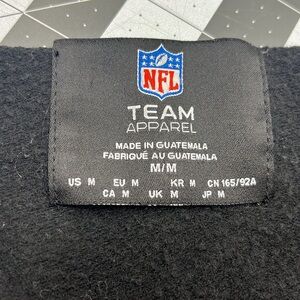 NFL
TEAM
APPAREL
MADE IN GUATEMALA
FABRIQUÉ AU GUATEMALA
M/M
US M EU M KR M CN 165/92A
CA M UK M JP M